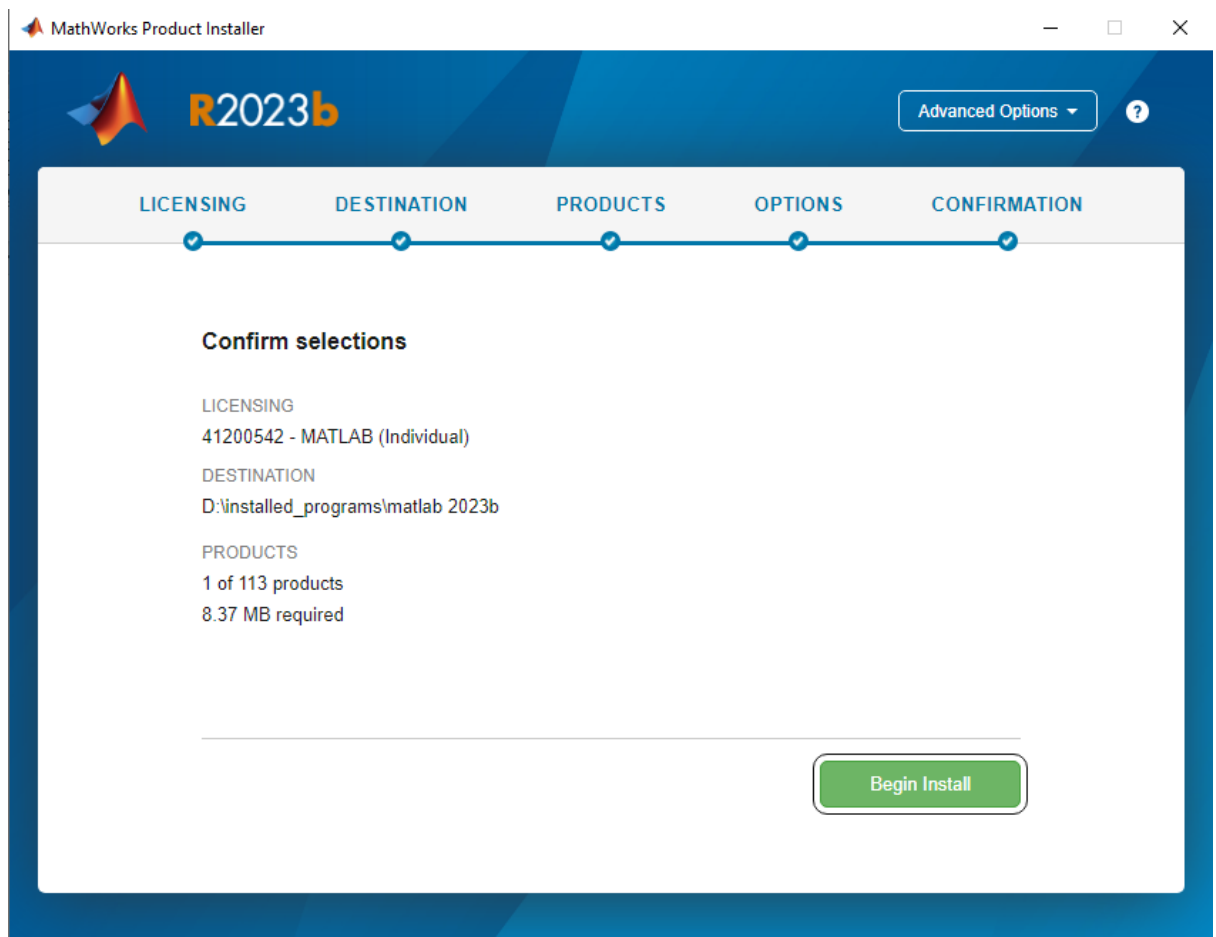 MathWorks Product Installer
R2023b
Advanced Options
?
LICENSING DESTINATION PRODUCTS OPTIONS CONFIRMATION
Confirm selections
LICENSING
41200542 - MATLAB (Individual)
DESTINATION
D:\installed_programs\matlab 2023b
PRODUCTS
1 of 113 products
8.37 MB required
Begin Install